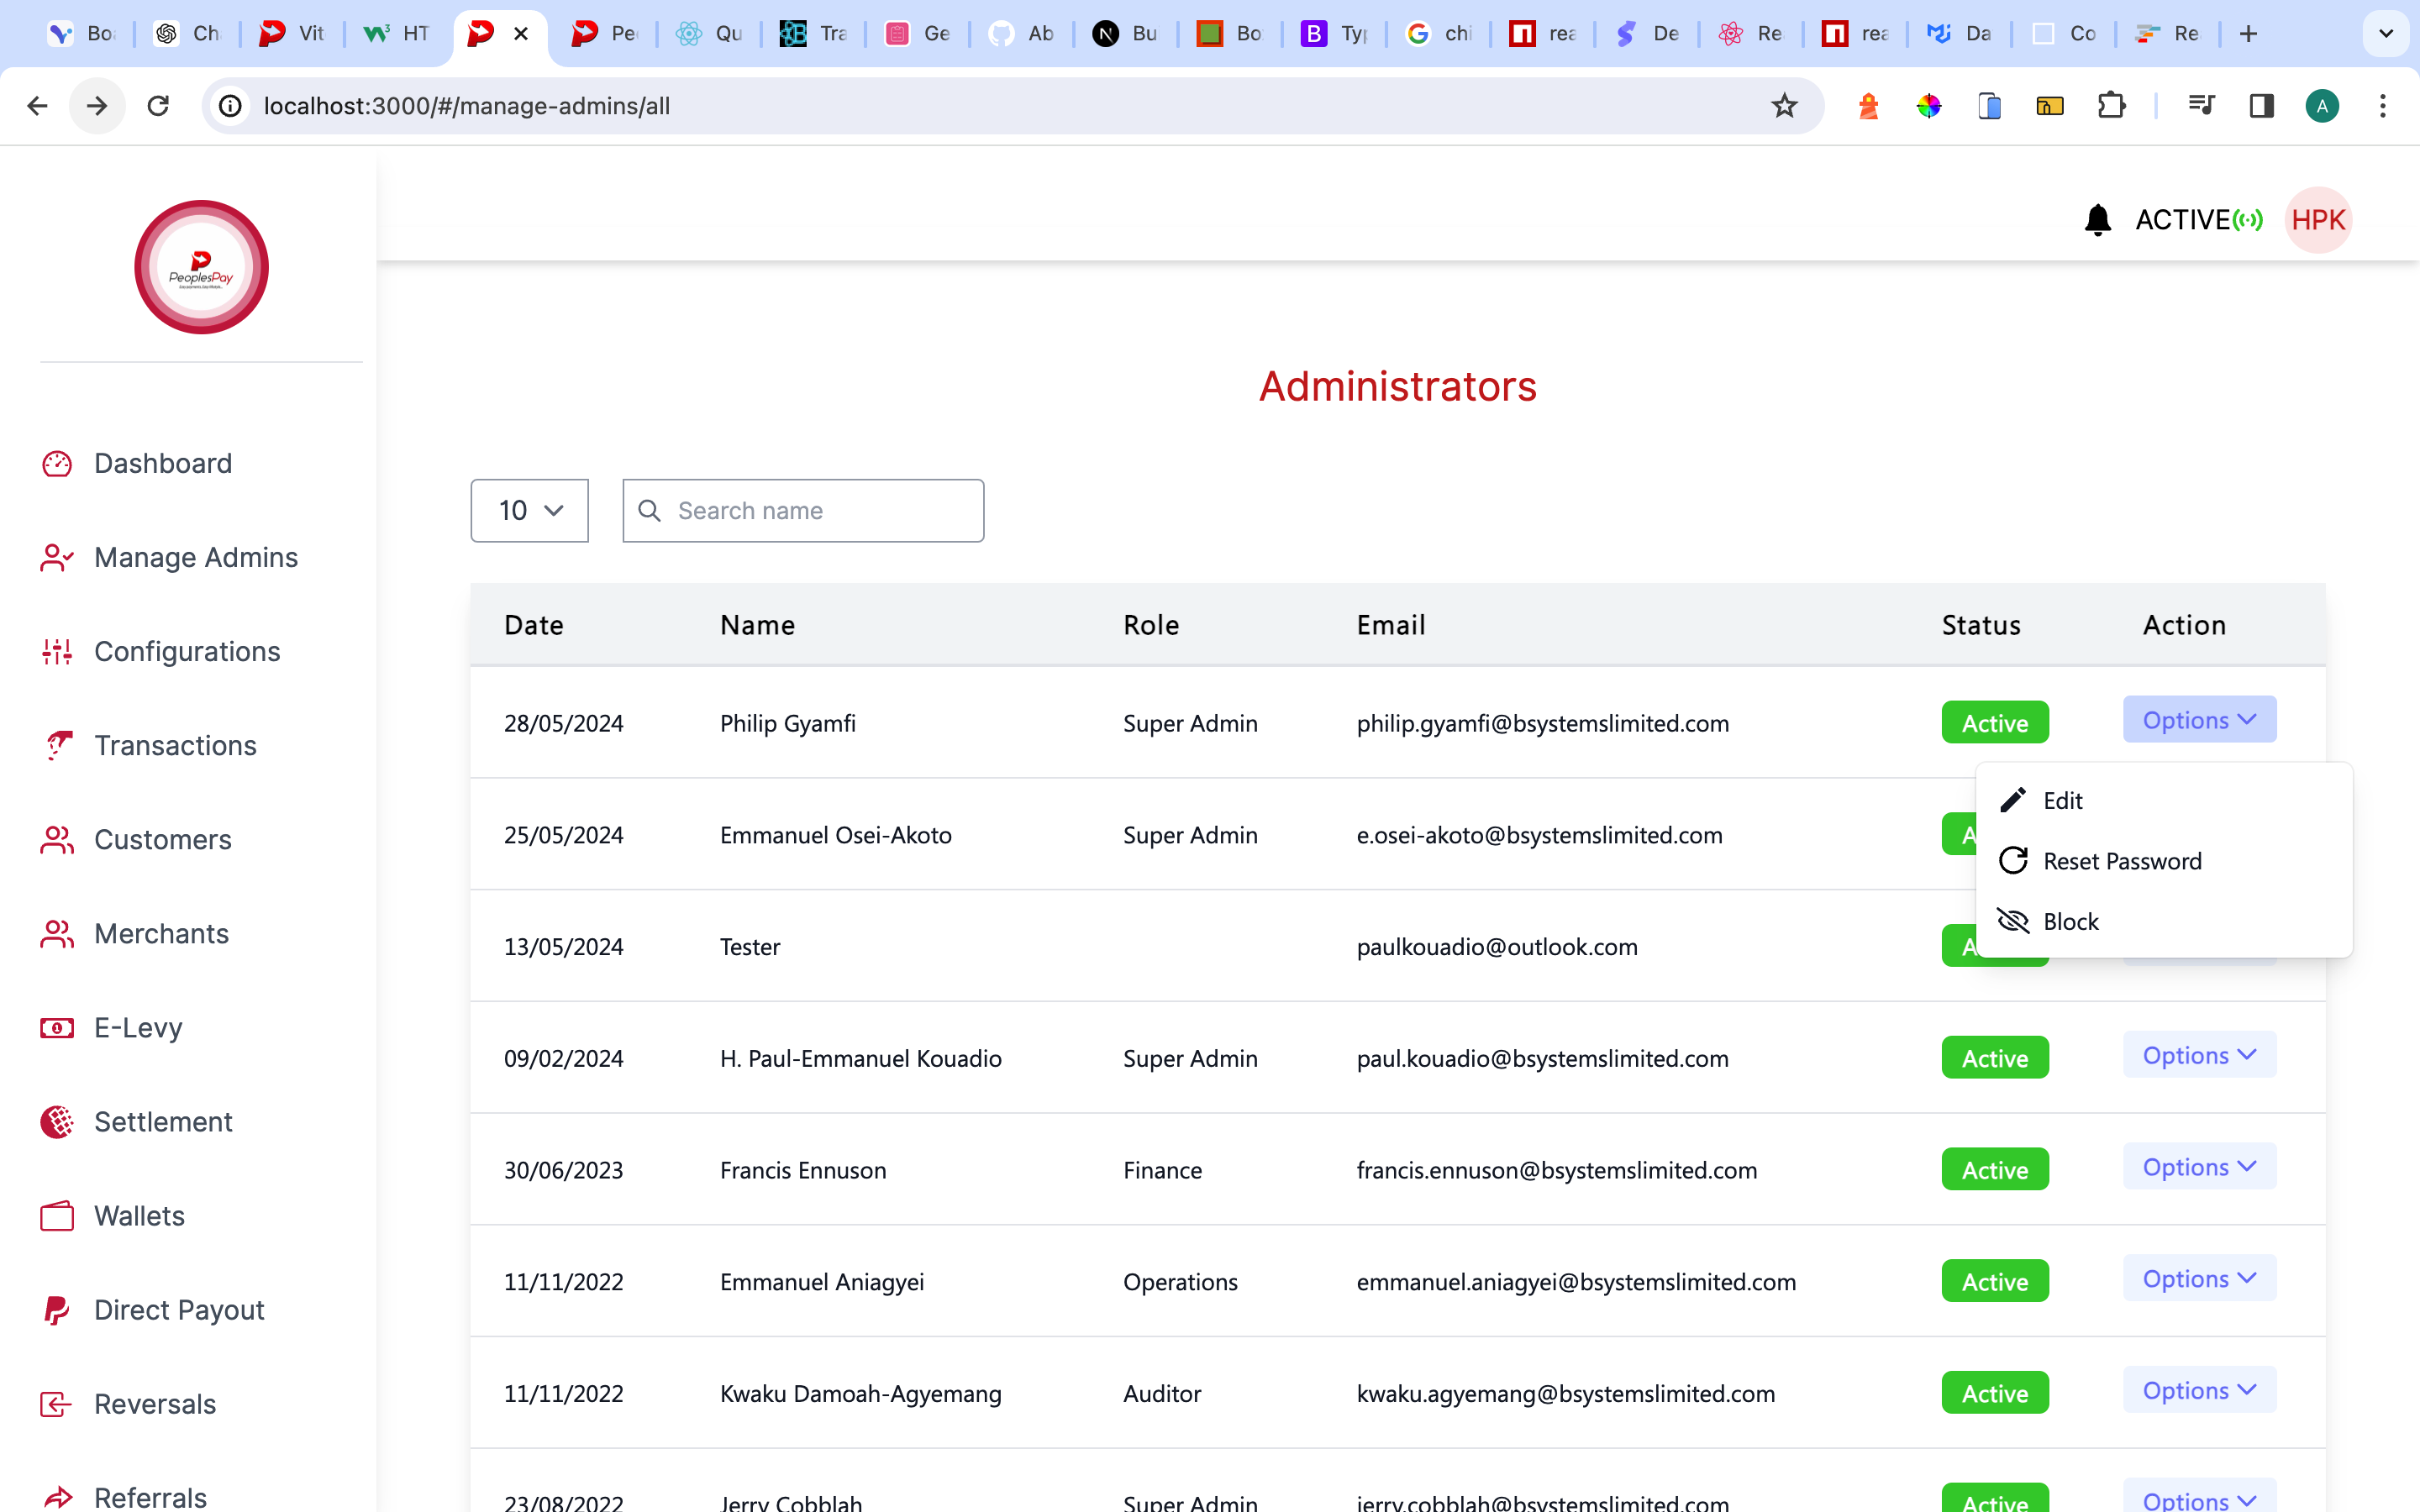 Bo
Ch
Vit
HT
Pe
Qu
Tra
Ge
Ab
Bu
Bo
Typ
chi
rea
De
Re
rea
Da
Co
Re
localhost:3000/#/manage-admins/all
A
PeoplesPay
ACTIVE
HPK
Dashboard
Manage Admins
Configurations
Transactions
Customers
Merchants
E-Levy
Settlement
Wallets
Direct Payout
Reversals
Referrals
Administrators
10
Search name
Date Name Role Email Status Action
28/05/2024 Philip Gyamfi Super Admin philip.gyamfi@bsystemslimited.com Active Options
Edit
Reset Password
Block
25/05/2024 Emmanuel Osei-Akoto Super Admin e.osei-akoto@bsystemslimited.com A
13/05/2024 Tester paulkouadio@outlook.com A
09/02/2024 H. Paul-Emmanuel Kouadio Super Admin paul.kouadio@bsystemslimited.com Active Options
30/06/2023 Francis Ennuson Finance francis.ennuson@bsystemslimited.com Active Options
11/11/2022 Emmanuel Aniagyei Operations emmanuel.aniagyei@bsystemslimited.com Active Options
11/11/2022 Kwaku Damoah-Agyemang Auditor kwaku.agyemang@bsystemslimited.com Active Options
23/08/2022 Jerry Cobblah Super Admin jerry.cobblah@bsystemslimited.com Active Options